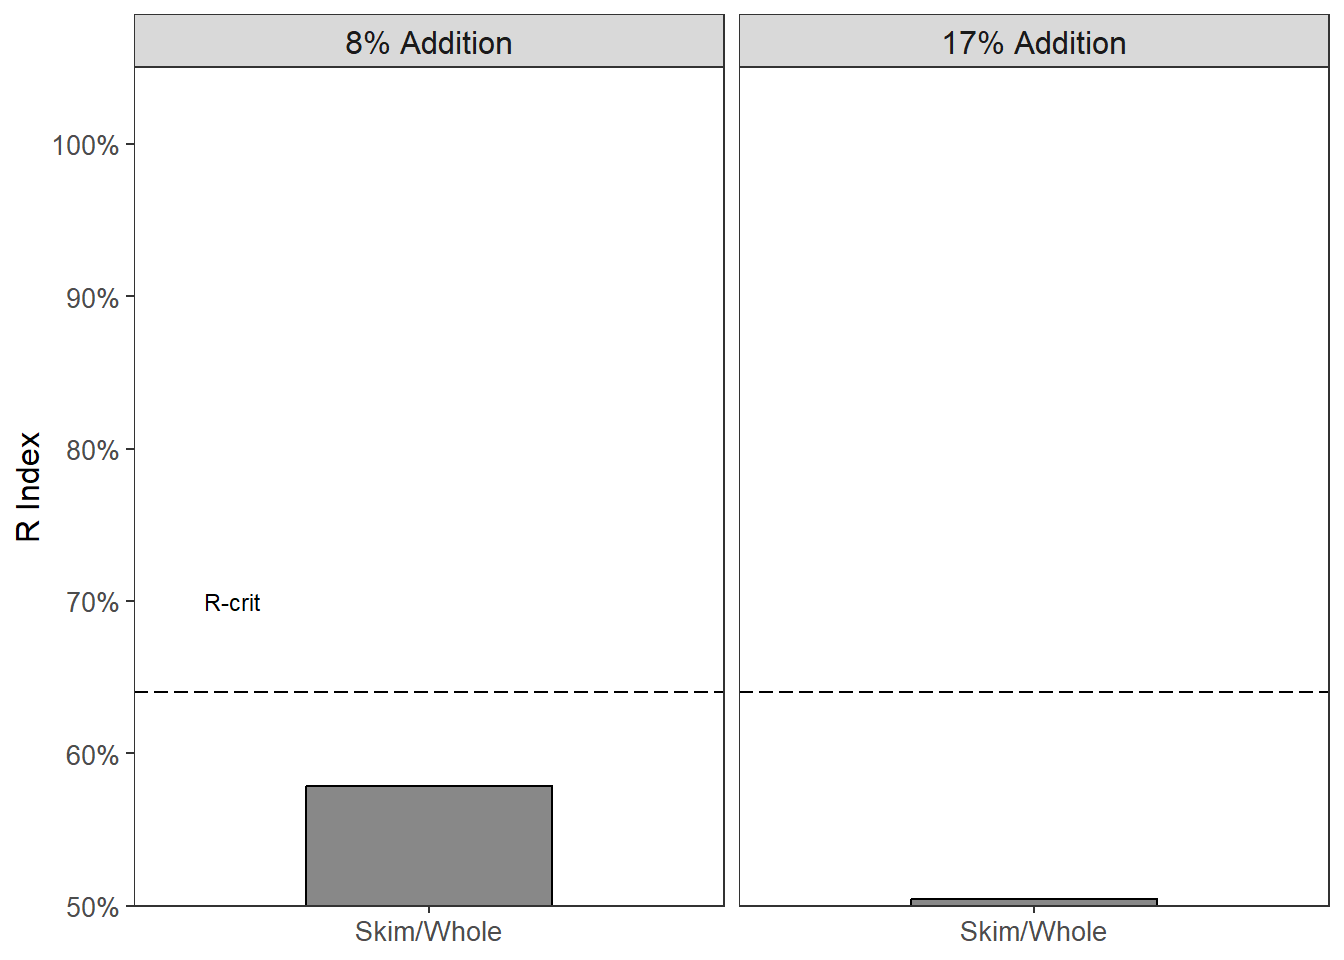 8% Addition
17% Addition
100%
90%
80%
70%
60%
50%
R Index
R-crit
Skim/Whole
Skim/Whole